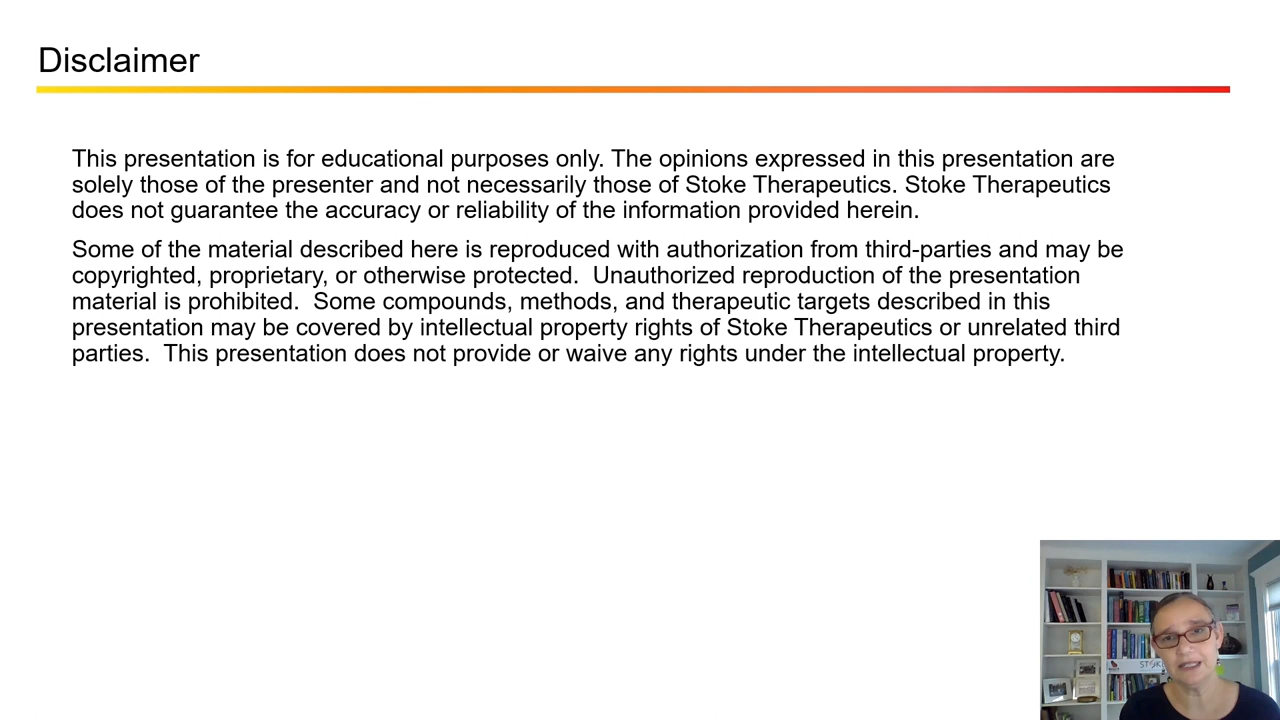 Disclaimer
This presentation is for educational purposes only. The opinions expressed in this presentation are
solely those of the presenter and not necessarily those of Stoke Therapeutics. Stoke Therapeutics
does not guarantee the accuracy or reliability of the information provided herein.
Some of the material described here is reproduced with authorization from third-parties and may be
copyrighted, proprietary, or otherwise protected.  Unauthorized reproduction of the presentation
material is prohibited.  Some compounds, methods, and therapeutic targets described in this
presentation may be covered by intellectual property rights of Stoke Therapeutics or unrelated third
parties.  This presentation does not provide or waive any rights under the intellectual property.